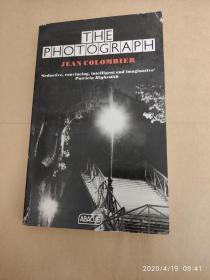 THE
PHOTOGRAPH
JEAN COLOMBIER
'Seductive, convincing, intelligent and imaginative'
Patricia Highsmith
ABACUS
2020/4/19 09:41